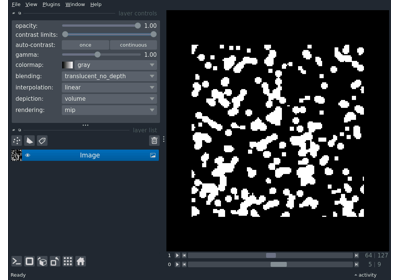 File View Plugins Window Help
layer controls
opacity: 1.00
contrast limits:
auto-contrast: once continuous
gamma: 1.00
colormap: gray
blending: translucent_no_depth
interpolation: linear
depiction: volume
rendering: mip
layer list
Image
1 64 127
0 5 9
Ready activity